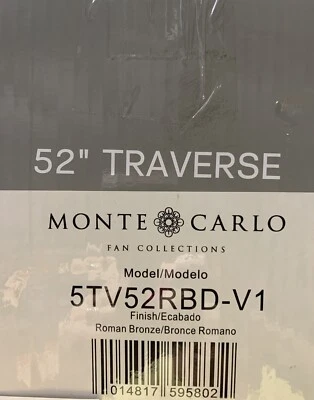 52" TRAVERSE
MONTE CARLO
FAN COLLECTIONS
Model/Modelo
5TV52RBD-V1
Finish/Ecabado
Roman Bronze/Bronce Romano
014817 595802